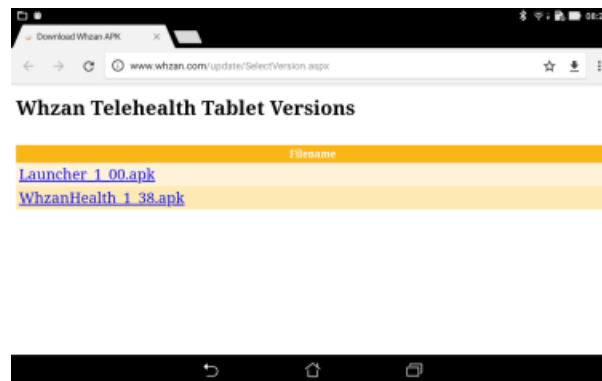 Download Whzan APK
www.whzan.com/update/SelectVersion.aspx
Whzan Telehealth Tablet Versions
Filename
Launcher_1_00.apk
WhzanHealth_1_38.apk